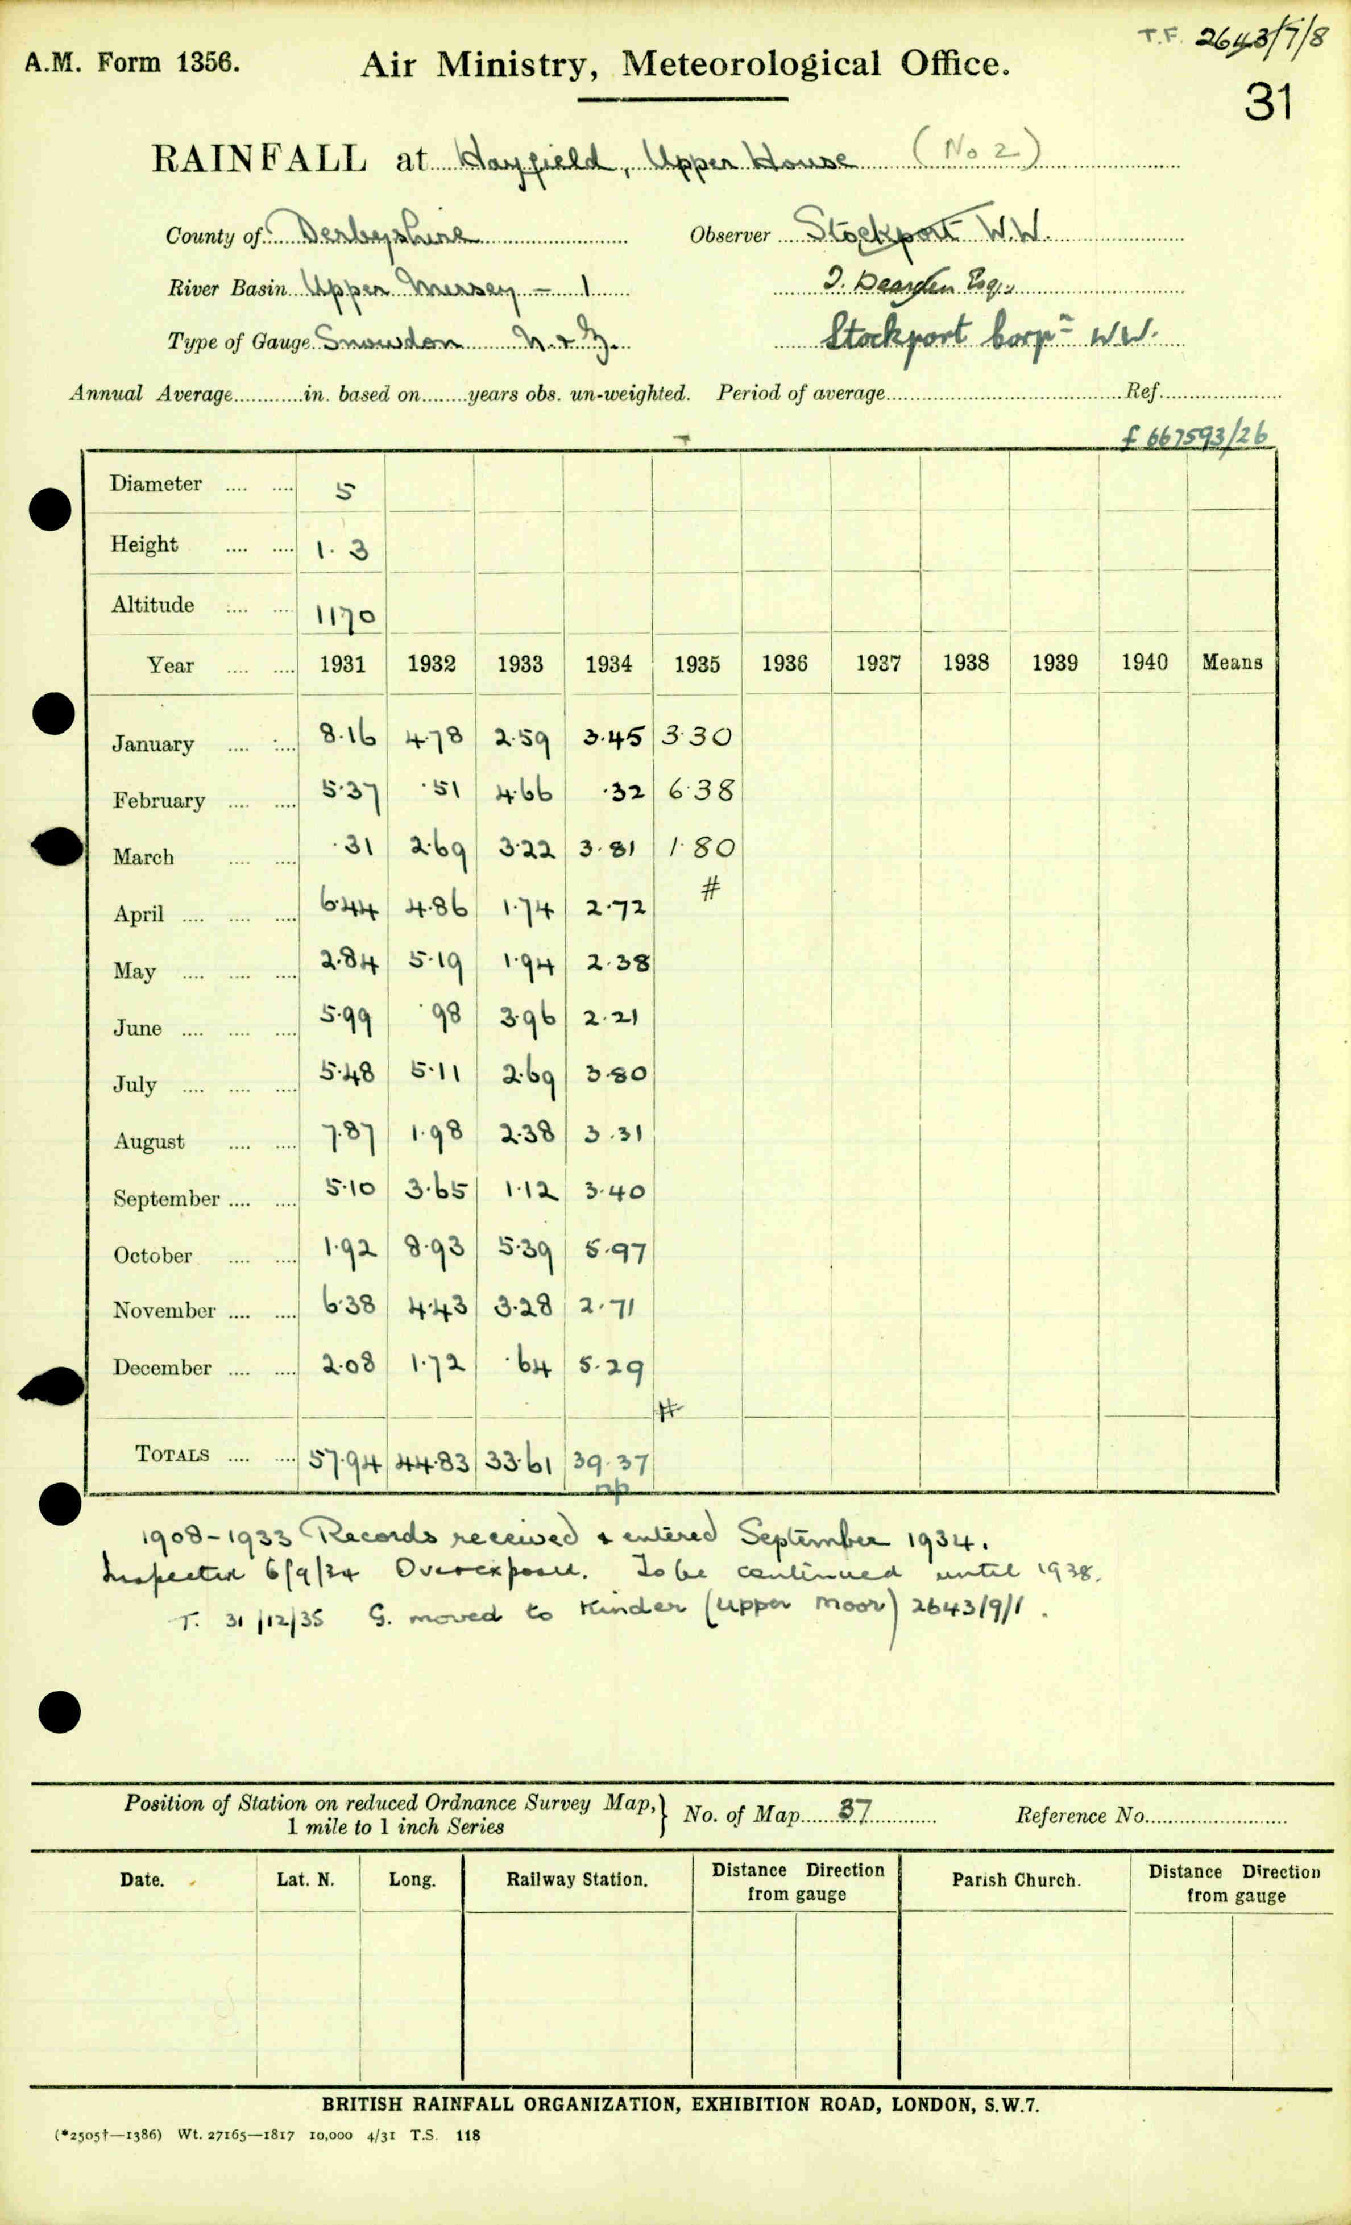 T.F. 2643/7/8
A.M. Form 1356.
Air Ministry, Meteorological Office.
31
RAINFALL at Hayfield, Upper House (No 2)
County of Derbyshire Observer Stockport W.W.
River Basin Upper Mersey - 1 J. Dearden Esq.,
Type of Gauge Snowdon Stockport Corpn WW.
Annual Average............in. based on........years obs. un-weighted. Period of average........................................Ref.....................
f 667593/26
Diameter .... .... 5
Height .... .... 1.3
Altitude .... .... 1170
Year .... .... 1931 1932 1933 1934 1935 1936 1937 1938 1939 1940 Means
January .... .... 8.16 4.78 2.59 3.45 3.30
February .... .... 5.37 .51 4.66 .32 6.38
March .... .... .31 2.69 3.22 3.81 1.80
#
April .... .... .... 6.44 4.86 1.74 2.72
May .... .... .... 2.84 5.19 1.94 2.38
June .... .... .... 5.99 .98 3.96 2.21
July .... .... .... 5.48 5.11 2.69 3.80
August .... .... 7.87 1.98 2.38 3.31
September .... .... 5.10 3.65 1.12 3.40
October .... .... 1.92 8.93 5.39 5.97
November .... .... 6.38 4.43 3.28 2.71
December .... .... 2.08 1.72 .64 5.29
#
TOTALS .... .... 57.94 44.83 33.61 39.37
1908-1933 Records received & entered September 1934.
Inspected 6/9/34 Overexposed. To be continued until 1938.
T. 31/12/35 G. moved to Kinder (Upper Moor) 2643/9/1.
Position of Station on reduced Ordnance Survey Map,} No. of Map 37 Reference No.
1 mile to 1 inch Series
Date. Lat. N. Long. Railway Station. Distance Direction from gauge Parish Church. Distance Direction from gauge
BRITISH RAINFALL ORGANIZATION, EXHIBITION ROAD, LONDON, S.W.7.
(*2505†—1386) Wt. 27165—1817 10,000 4/31 T.S. 118